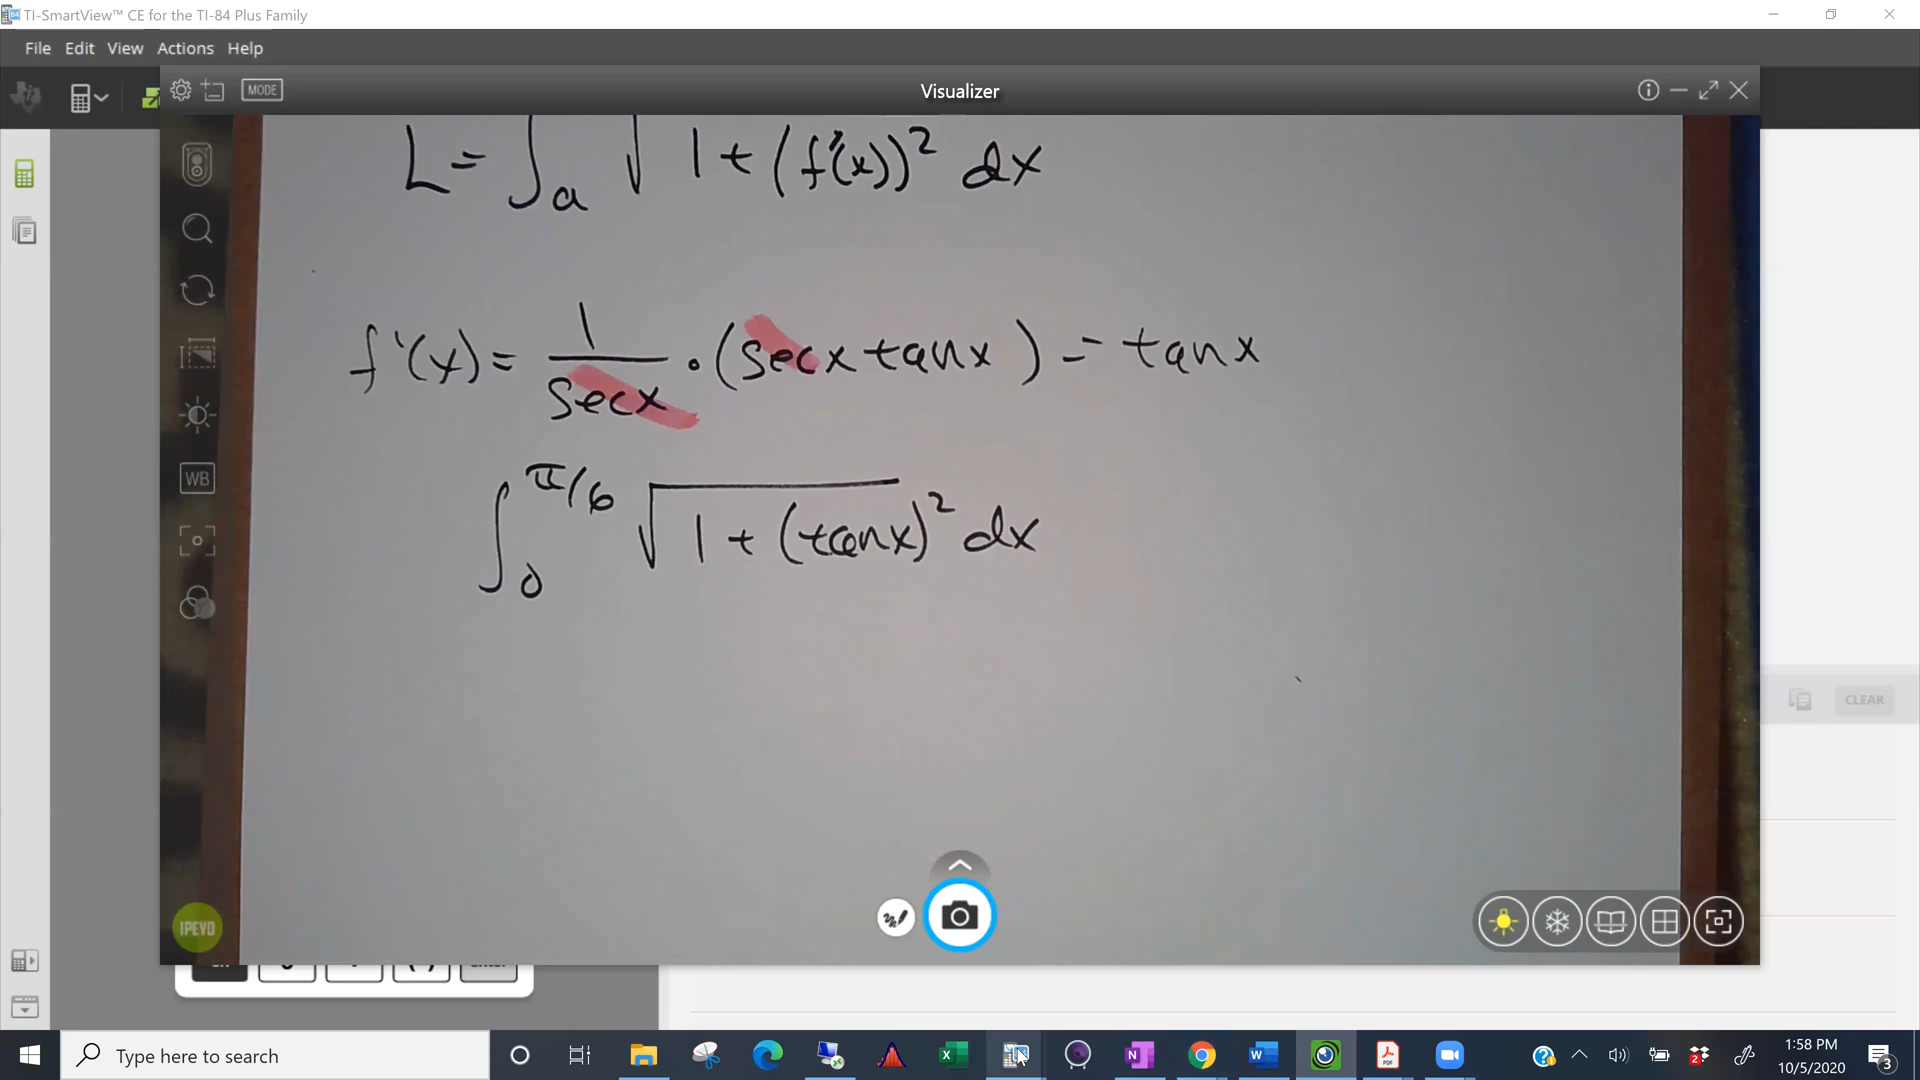 TI-SmartView™ CE for the TI-84 Plus Family
File Edit View Actions Help
MODE
Visualizer
L = ∫a √1 + (f'(x))² dx
f'(x) = 1/secx · (secx tanx) = tanx
WB
∫0^π/6 √1 + (tanx)² dx
CLEAR
IPEVO
Type here to search
1:58 PM
10/5/2020
3